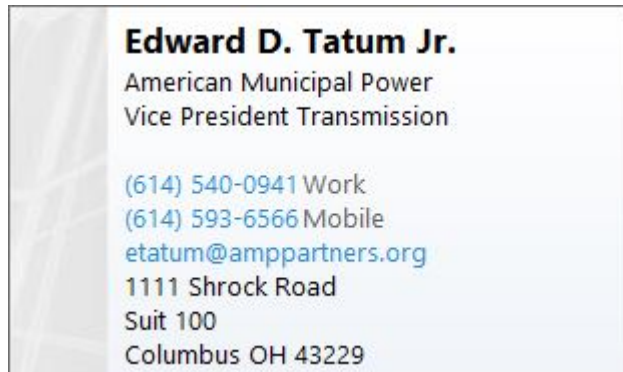 Edward D. Tatum Jr.
American Municipal Power
Vice President Transmission
(614) 540-0941 Work
(614) 593-6566 Mobile
etatum@amppartners.org
1111 Shrock Road
Suit 100
Columbus OH 43229